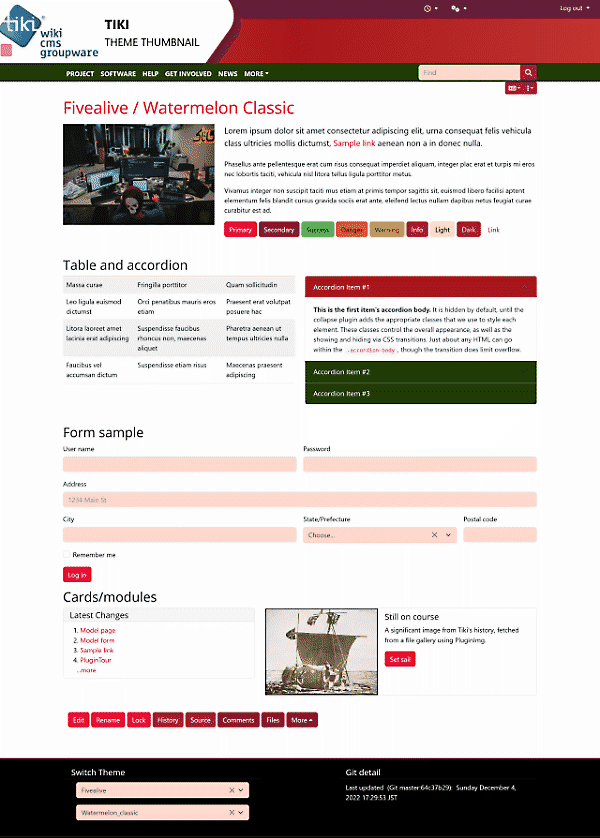 tiki
wiki
cms
groupware
TIKI
THEME THUMBNAIL
Log out
PROJECT SOFTWARE HELP GET INVOLVED NEWS MORE
Find
Fivealive / Watermelon Classic
Lorem ipsum dolor sit amet consectetur adipiscing elit, urna consequat felis vehicula
class ultricies mollis dictumst. Sample link aenean non a in donec nulla.
Phasellus ante pellentesque erat cum risus consequat imperdiet aliquam, integer plac erat et turpis mi eros
nec lobortis taciti, vehicula nisl litora tellus ligula porttitor metus.
Vivamus integer non suscipit taciti mus etiam at primis tempor sagittis sit, euismod libero facilisi aptent
elementum felis blandit cursus gravida sociis erat ante, eleifend lectus nullam dapibus netus feugiat curae
curabitur est ad.
Primary Secondary Success Danger Warning Info Light Dark Link
Table and accordion
Massa curae Fringilla porttitor Quam sollicitudin
Leo ligula euismod Orci penatibus mauris eros Praesent erat volutpat
dictumst etiam posuere hac
Litora laoreet amet Suspendisse faucibus Pharetra aenean ut
lacinia erat adipiscing rhoncus non, maecenas tempus ultricies nulla
aliquet
Faucibus vel Suspendisse etiam risus Maecenas praesent
accumsan dictum adipiscing
Accordion Item #1
This is the first item's accordion body. It is hidden by default, until the
collapse plugin adds the appropriate classes that we use to style each
element. These classes control the overall appearance, as well as the
showing and hiding via CSS transitions. Just about any HTML can go
within the .accordion-body, though the transition does limit overflow.
Accordion Item #2
Accordion Item #3
Form sample
User name Password
Address
1234 Main St
City State/Prefecture Postal code
Choose...
Remember me
Log in
Cards/modules
Latest Changes
1. Model page
2. Model form
3. Sample link
4. PluginTour
...more
Still on course
A significant image from Tiki's history, fetched
from a file gallery using PluginImg.
Set sail
Edit Rename Lock History Source Comments Files More
Switch Theme
Fivealive
Watermelon_classic
Git detail
Last updated (Git master:64c37b29): Sunday December 4,
2022 17:29:53 JST